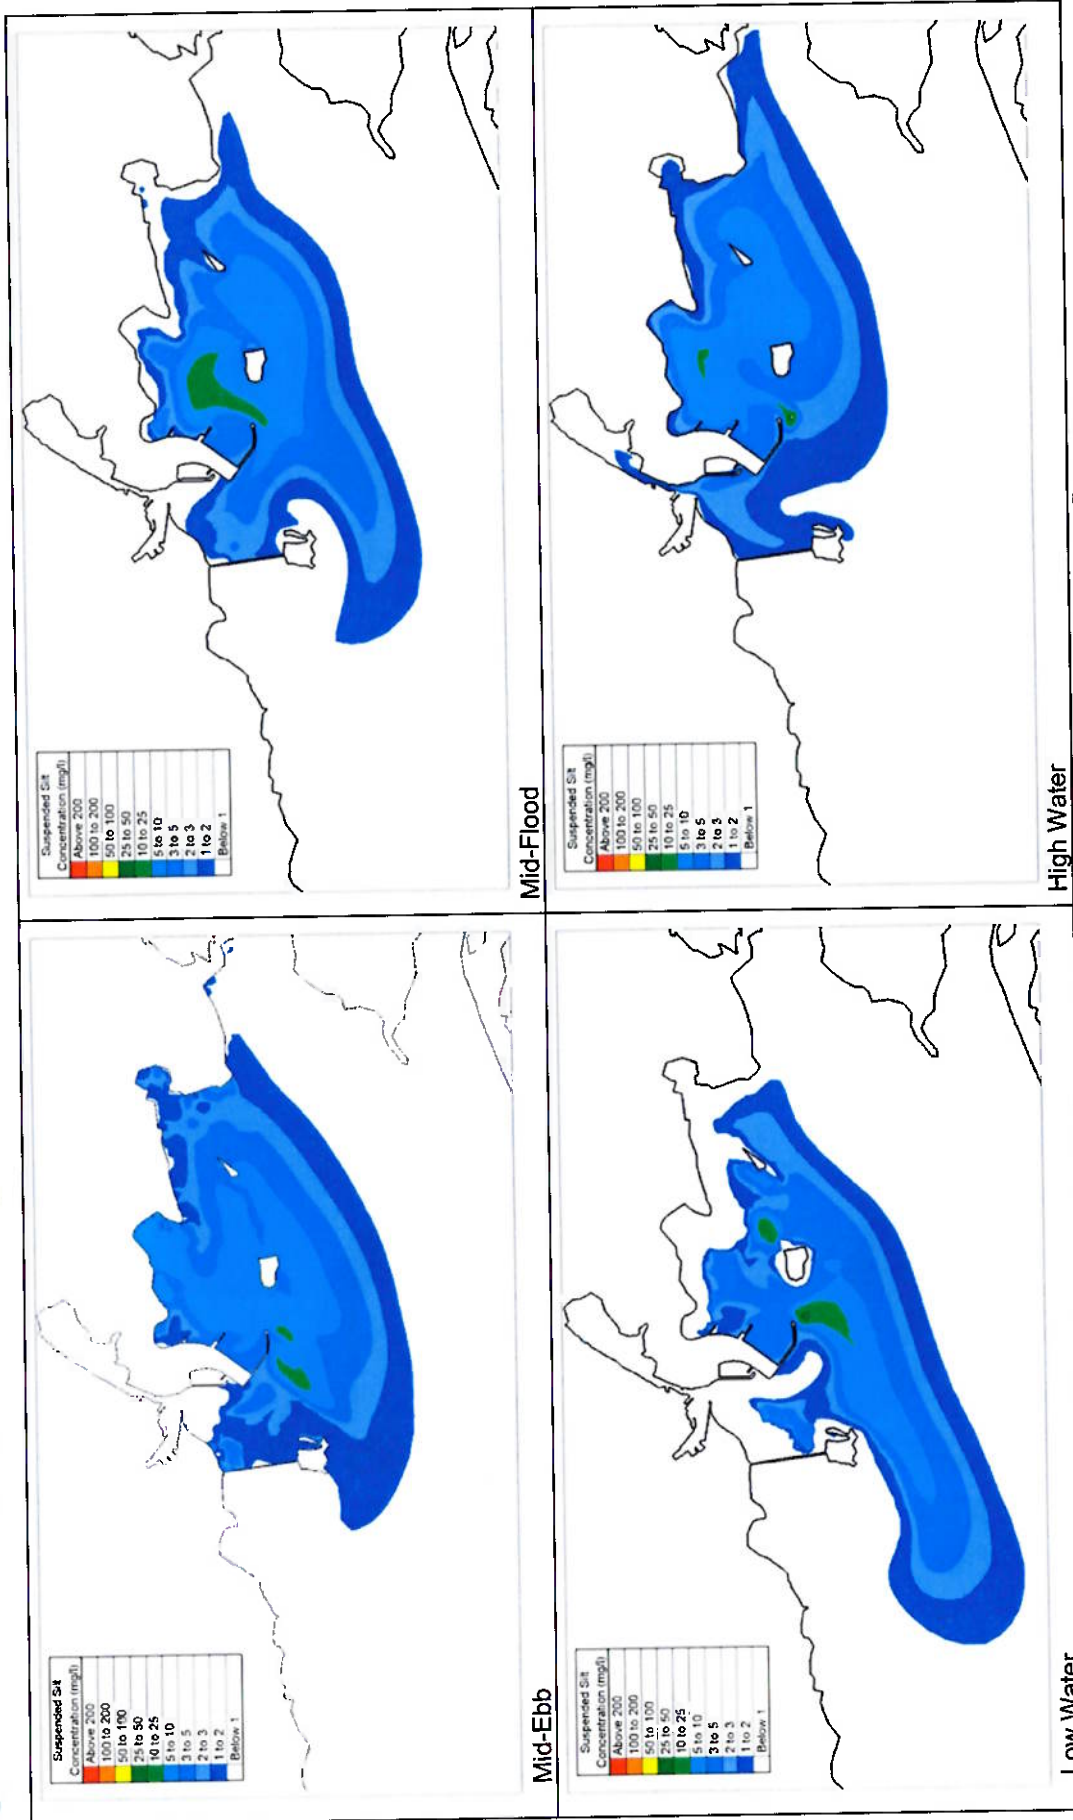 Suspended Silt
Concentration (mg/l)
Above 200
100 to 200
50 to 100
25 to 50
10 to 25
5 to 10
3 to 5
2 to 3
1 to 2
Below 1
Mid-Ebb
Suspended Silt
Concentration (mg/l)
Above 200
100 to 200
50 to 100
25 to 50
10 to 25
5 to 10
3 to 5
2 to 3
1 to 2
Below 1
Mid-Flood
Suspended Silt
Concentration (mg/l)
Above 200
100 to 200
50 to 100
25 to 50
10 to 25
5 to 10
3 to 5
2 to 3
1 to 2
Below 1
Low Water
Suspended Silt
Concentration (mg/l)
Above 200
100 to 200
50 to 100
25 to 50
10 to 25
5 to 10
3 to 5
2 to 3
1 to 2
Below 1
High Water